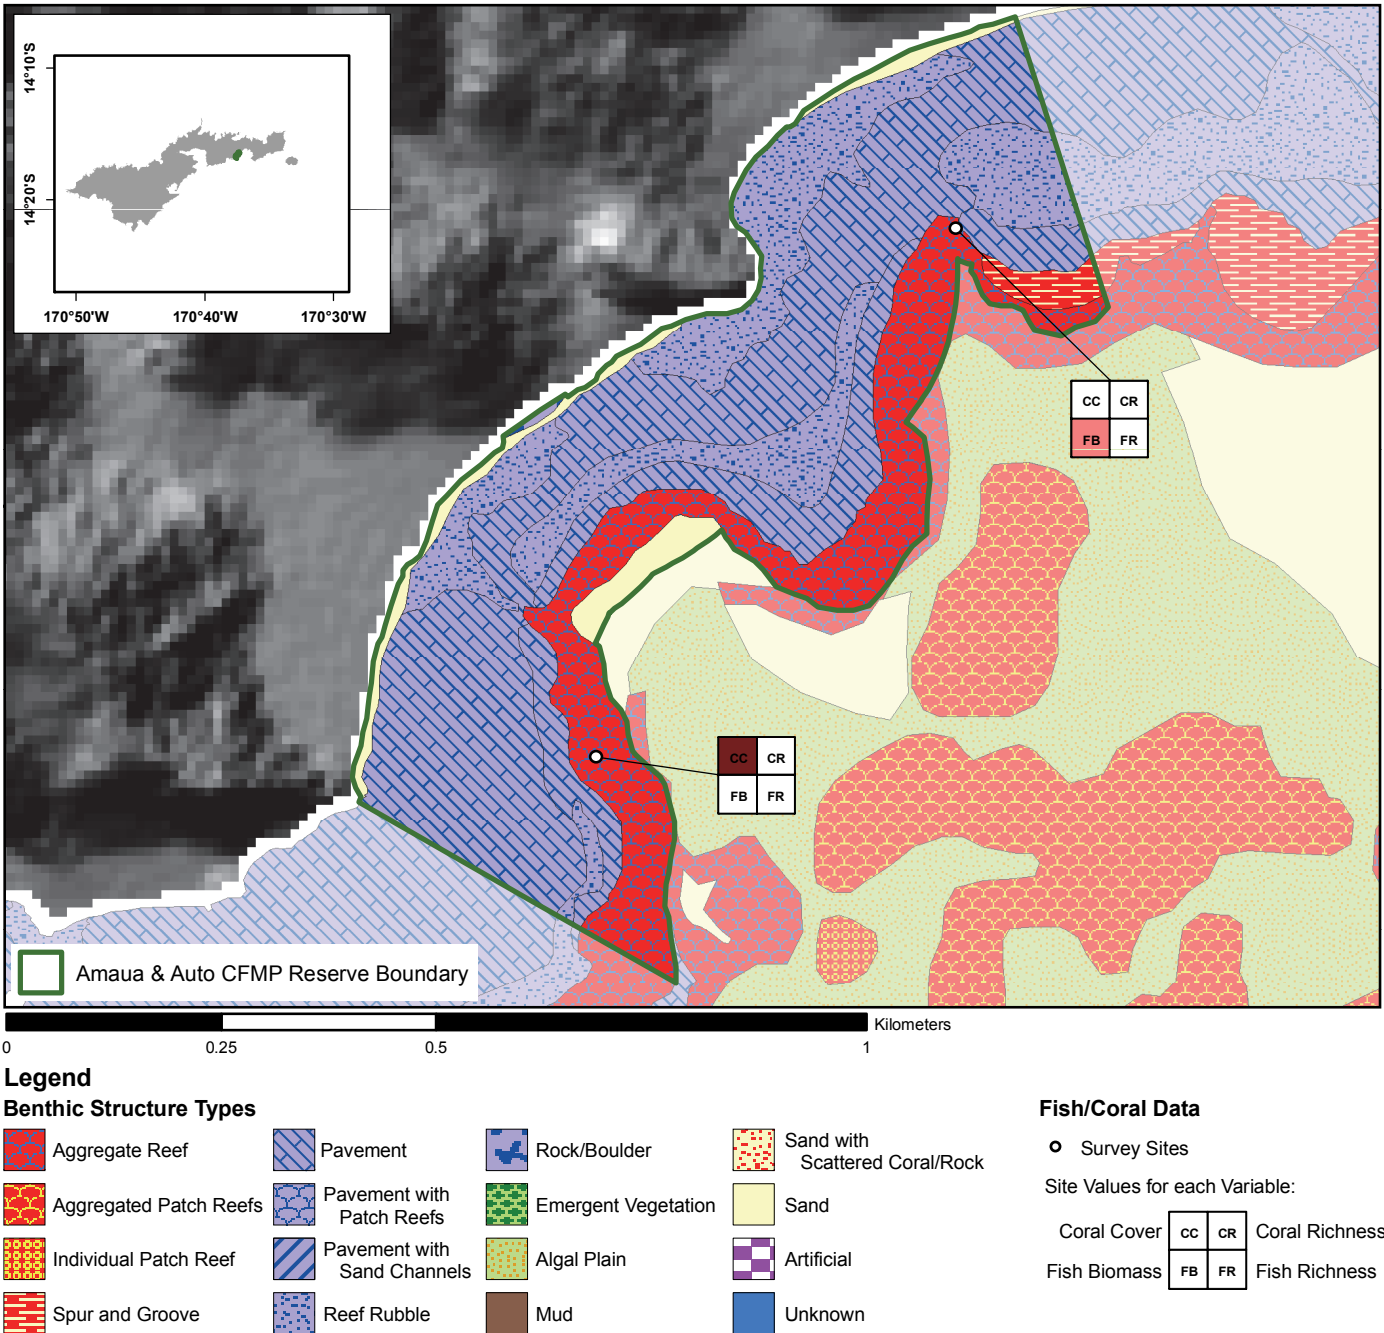 14°10'S
14°20'S
170°50'W
170°40'W
170°30'W
CC CR
FB FR
CC CR
FB FR
Amaua & Auto CFMP Reserve Boundary
Kilometers
0
0.25
0.5
1
Legend
Benthic Structure Types
Aggregate Reef
Aggregated Patch Reefs
Individual Patch Reef
Spur and Groove
Pavement
Pavement with
Patch Reefs
Pavement with
Sand Channels
Reef Rubble
Rock/Boulder
Emergent Vegetation
Algal Plain
Mud
Sand with
Scattered Coral/Rock
Sand
Artificial
Unknown
Fish/Coral Data
Survey Sites
Site Values for each Variable:
Coral Cover CC CR Coral Richness
Fish Biomass FB FR Fish Richness